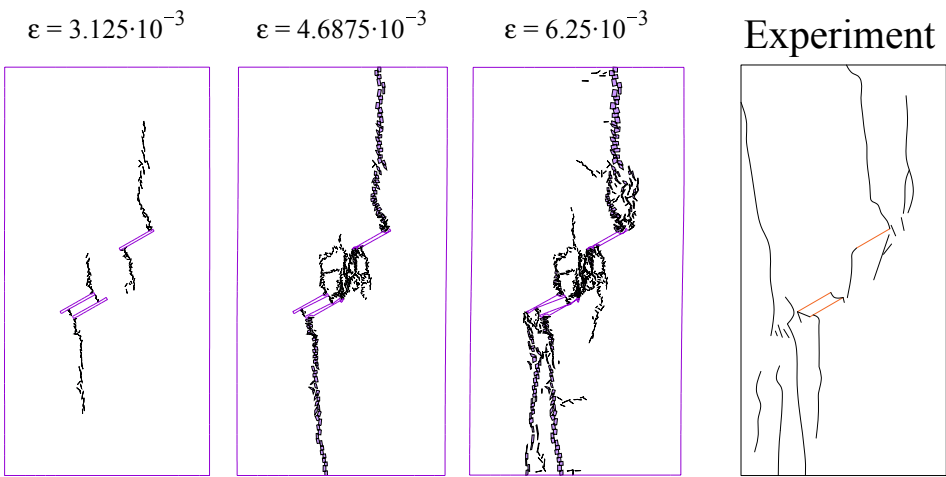 ε = 3.125·10⁻³
ε = 4.6875·10⁻³
ε = 6.25·10⁻³
Experiment